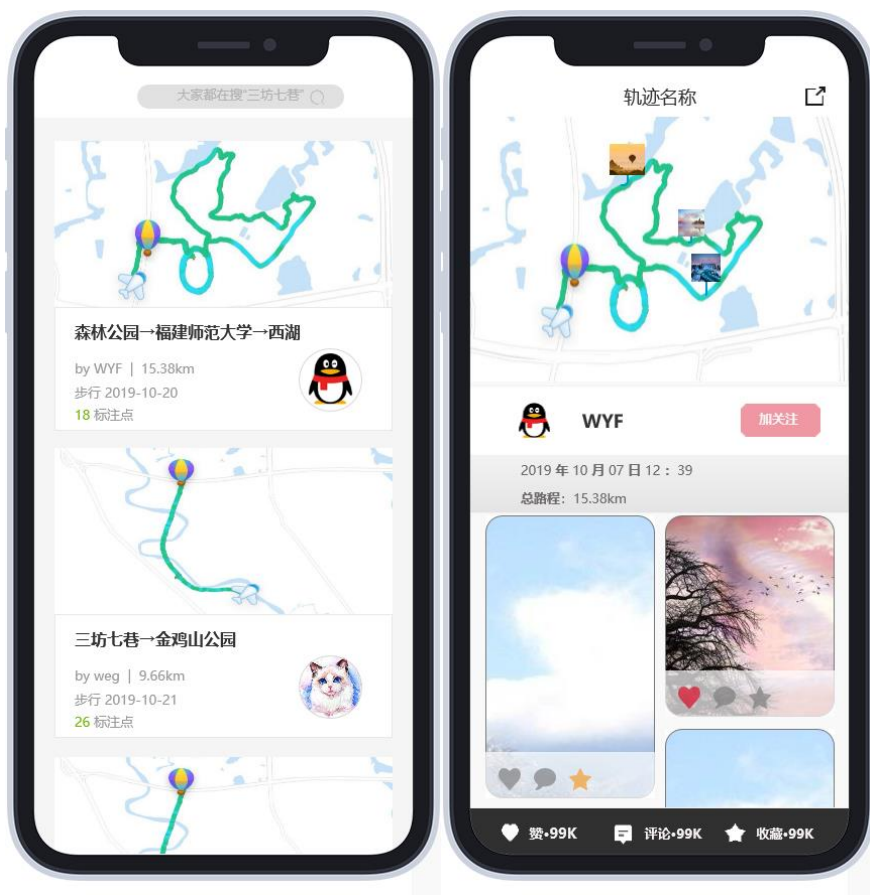 大家都在搜"三坊七巷"
森林公园→福建师范大学→西湖
by WYF | 15.38km
步行 2019-10-20
18 标注点
三坊七巷→金鸡山公园
by weg | 9.66km
步行 2019-10-21
26 标注点
轨迹名称
WYF
加关注
2019 年 10 月 07 日 12： 39
总路程：15.38km
赞•99K
评论•99K
收藏•99K